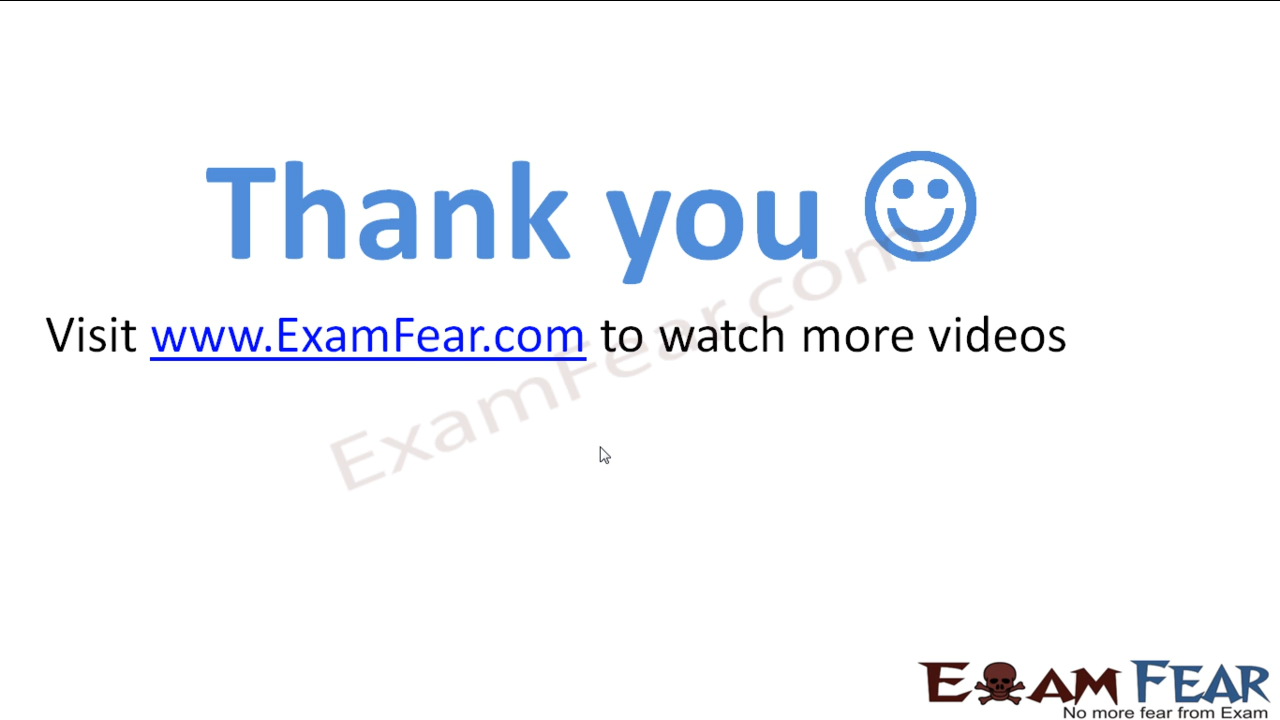 Thank you ☺
Visit www.ExamFear.com to watch more videos
ExamFear.com
EXAM FEAR
No more fear from Exam